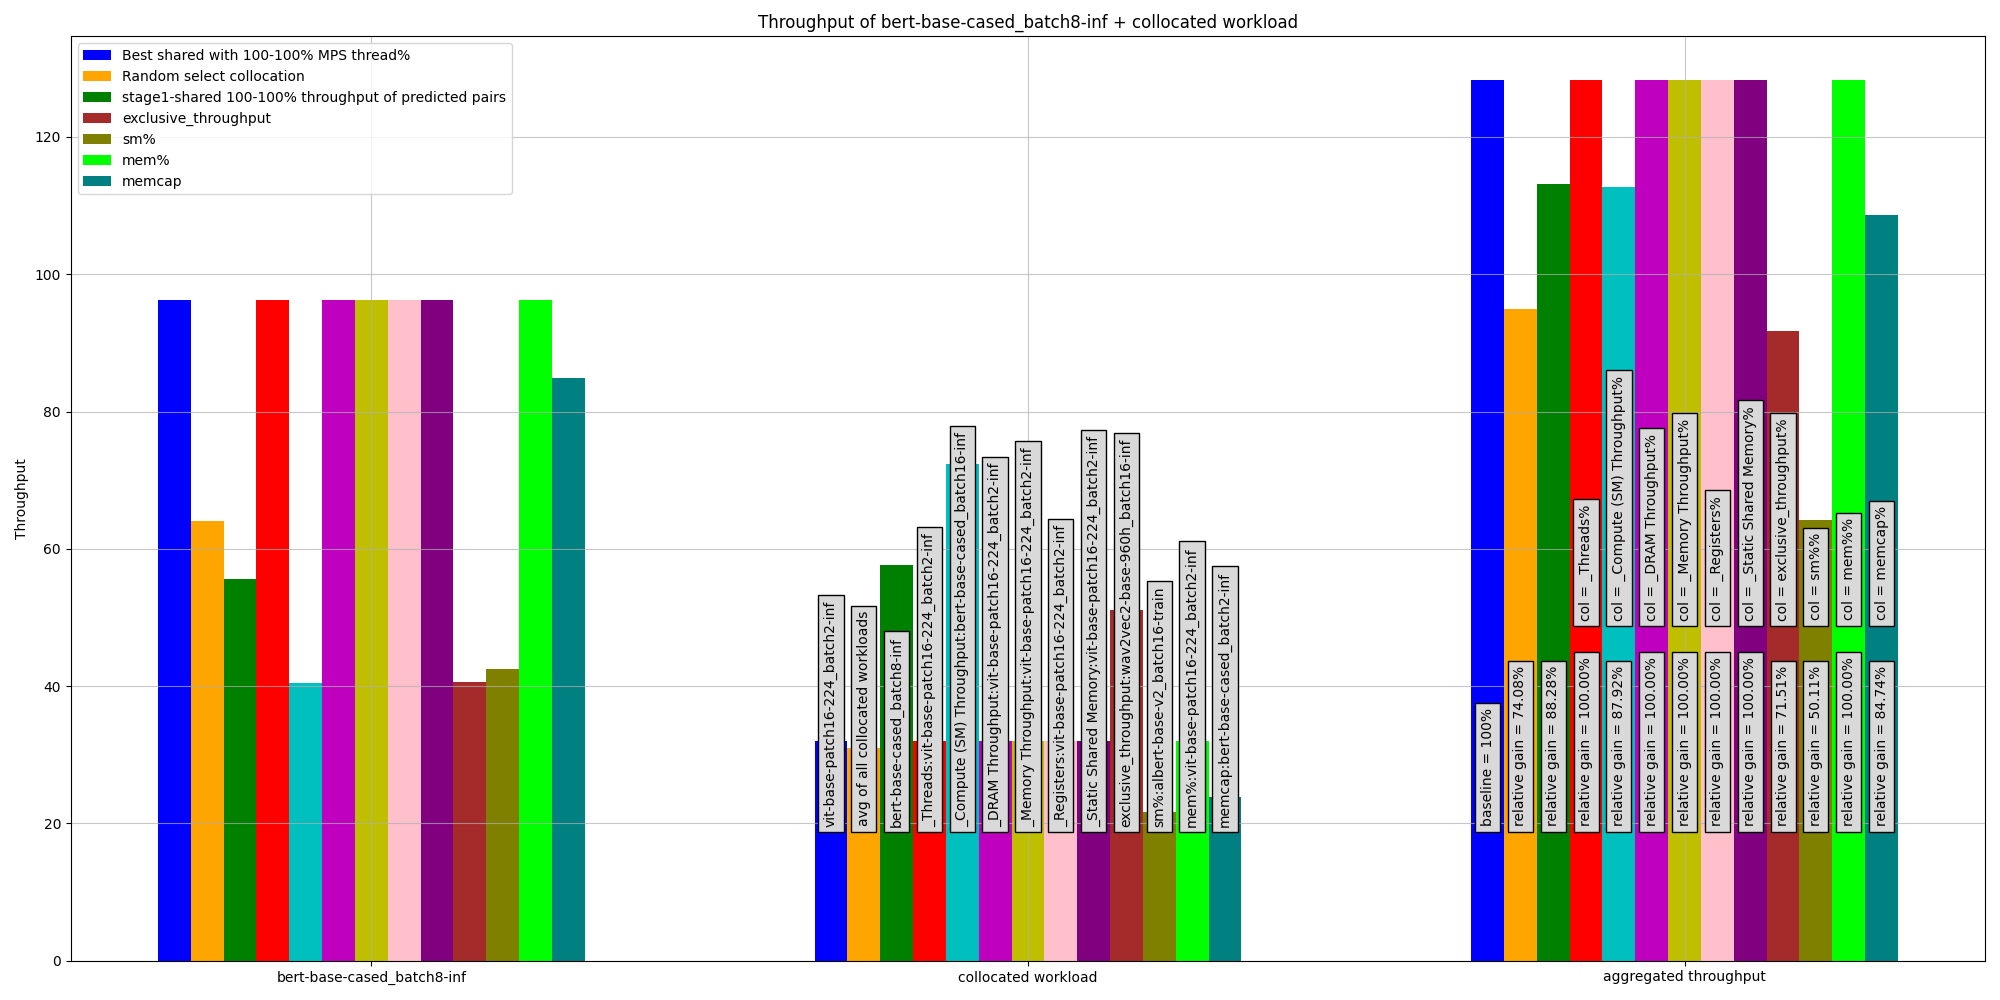 Throughput of bert-base-cased_batch8-inf + collocated workload
Best shared with 100-100% MPS thread%
Random select collocation
stage1-shared 100-100% throughput of predicted pairs
exclusive_throughput
sm%
mem%
memcap
Throughput
120
100
80
60
40
20
0
vit-base-patch16-224_batch2-inf
avg of all collocated workloads
bert-base-cased_batch8-inf
_Threads:vit-base-patch16-224_batch2-inf
_Compute (SM) Throughput:bert-base-cased_batch16-inf
_DRAM Throughput:vit-base-patch16-224_batch2-inf
_Memory Throughput:vit-base-patch16-224_batch2-inf
_Registers:vit-base-patch16-224_batch2-inf
_Static Shared Memory:vit-base-patch16-224_batch2-inf
exclusive_throughput:wav2vec2-base-960h_batch16-inf
sm%:albert-base-v2_batch16-train
mem%:vit-base-patch16-224_batch2-inf
memcap:bert-base-cased_batch2-inf
col = _Threads%
col = _Compute (SM) Throughput%
col = _DRAM Throughput%
col = _Memory Throughput%
col = _Registers%
col = _Static Shared Memory%
col = exclusive_throughput%
col = sm%%
col = mem%%
col = memcap%
baseline = 100%
relative gain = 74.08%
relative gain = 88.28%
relative gain = 100.00%
relative gain = 87.92%
relative gain = 100.00%
relative gain = 100.00%
relative gain = 100.00%
relative gain = 100.00%
relative gain = 71.51%
relative gain = 50.11%
relative gain = 100.00%
relative gain = 84.74%
bert-base-cased_batch8-inf
collocated workload
aggregated throughput